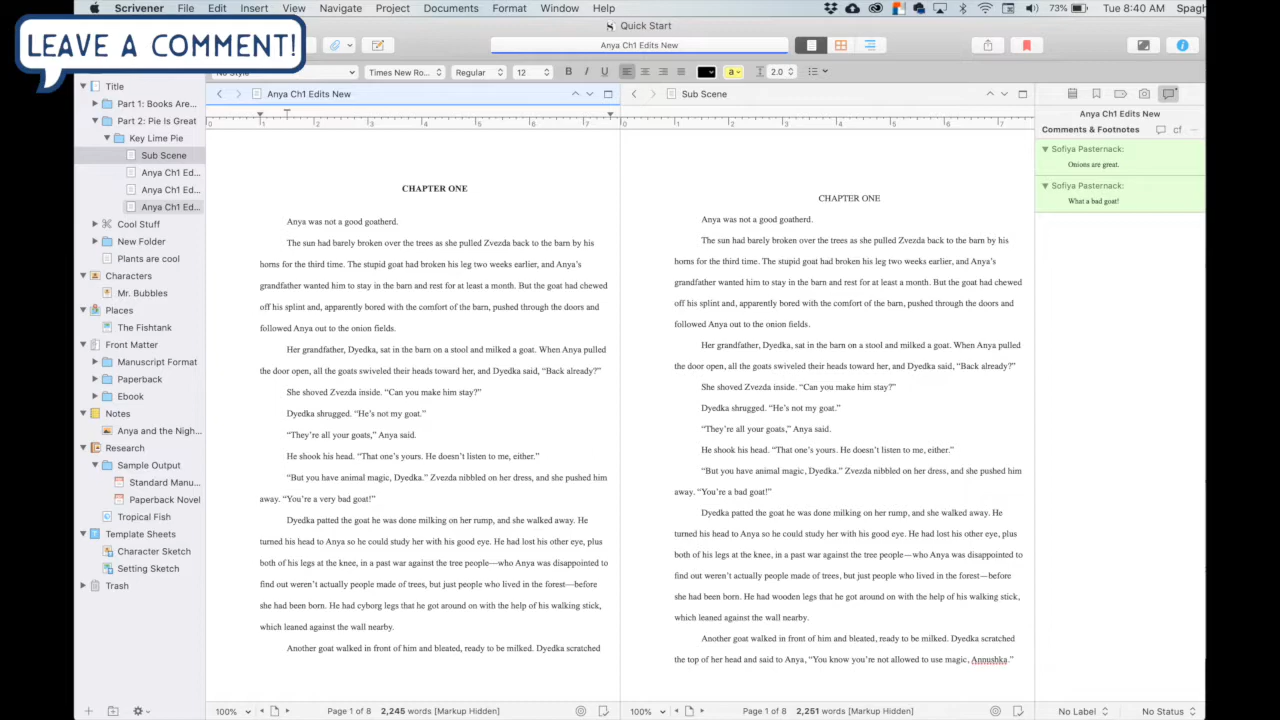 Scrivener File Edit Insert View Navigate Project Documents Format Window Help 73% Tue 8:40 AM Spagh
Quick Start
LEAVE A COMMENT!
Anya Ch1 Edits New
No Style Times New Ro... Regular 12 B I U a 2.0
Title
Part 1: Books Are...
Part 2: Pie Is Great
Key Lime Pie
Sub Scene
Anya Ch1 Ed...
Anya Ch1 Ed...
Anya Ch1 Ed...
Cool Stuff
New Folder
Plants are cool
Characters
Mr. Bubbles
Places
The Fishtank
Front Matter
Manuscript Format
Paperback
Ebook
Notes
Anya and the Nigh...
Research
Sample Output
Standard Manu...
Paperback Novel
Tropical Fish
Template Sheets
Character Sketch
Setting Sketch
Trash
Anya Ch1 Edits New
0 1 2 3 4 5 6 7
CHAPTER ONE
Anya was not a good goatherd.
The sun had barely broken over the trees as she pulled Zvezda back to the barn by his
horns for the third time. The stupid goat had broken his leg two weeks earlier, and Anya's
grandfather wanted him to stay in the barn and rest for at least a month. But the goat had chewed
off his splint and, apparently bored with the comfort of the barn, pushed through the doors and
followed Anya out to the onion fields.
Her grandfather, Dyedka, sat in the barn on a stool and milked a goat. When Anya pulled
the door open, all the goats swiveled their heads toward her, and Dyedka said, “Back already?”
She shoved Zvezda inside. “Can you make him stay?”
Dyedka shrugged. “He's not my goat.”
“They're all your goats,” Anya said.
He shook his head. “That one's yours. He doesn't listen to me, either.”
“But you have animal magic, Dyedka.” Zvezda nibbled on her dress, and she pushed him
away. “You're a very bad goat!”
Dyedka patted the goat he was done milking on her rump, and she walked away. He
turned his head to Anya so he could study her with his good eye. He had lost his other eye, plus
both of his legs at the knee, in a past war against the tree people—who Anya was disappointed to
find out weren't actually people made of trees, but just people who lived in the forest—before
she had been born. He had cyborg legs that he got around on with the help of his walking stick,
which leaned against the wall nearby.
Another goat walked in front of him and bleated, ready to be milked. Dyedka scratched
100% Page 1 of 8 2,245 words [Markup Hidden]
Sub Scene
0 1 2 3 4 5 6 7
CHAPTER ONE
Anya was not a good goatherd.
The sun had barely broken over the trees as she pulled Zvezda back to the barn by his
horns for the third time. The stupid goat had broken his leg two weeks earlier, and Anya's
grandfather wanted him to stay in the barn and rest for at least a month. But the goat had chewed
off his splint and, apparently bored with the comfort of the barn, pushed through the doors and
followed Anya out to the onion fields.
Her grandfather, Dyedka, sat in the barn on a stool and milked a goat. When Anya pulled
the door open, all the goats swiveled their heads toward her, and Dyedka said, “Back already?”
She shoved Zvezda inside. “Can you make him stay?”
Dyedka shrugged. “He's not my goat.”
“They're all your goats,” Anya said.
He shook his head. “That one's yours. He doesn't listen to me, either.”
“But you have animal magic, Dyedka.” Zvezda nibbled on her dress, and she pushed him
away. “You're a bad goat!”
Dyedka patted the goat he was done milking on her rump, and she walked away. He
turned his head to Anya so he could study her with his good eye. He had lost his other eye, plus
both of his legs at the knee, in a past war against the tree people—who Anya was disappointed to
find out weren't actually people made of trees, but just people who lived in the forest—before
she had been born. He had wooden legs that he got around on with the help of his walking stick,
which leaned against the wall nearby.
Another goat walked in front of him and bleated, ready to be milked. Dyedka scratched
the top of her head and said to Anya, “You know you're not allowed to use magic, Annushka.”
100% Page 1 of 8 2,251 words [Markup Hidden]
Anya Ch1 Edits New
Comments & Footnotes cf
Sofiya Pasternack:
Onions are great.
Sofiya Pasternack:
What a bad goat!
No Label No Status